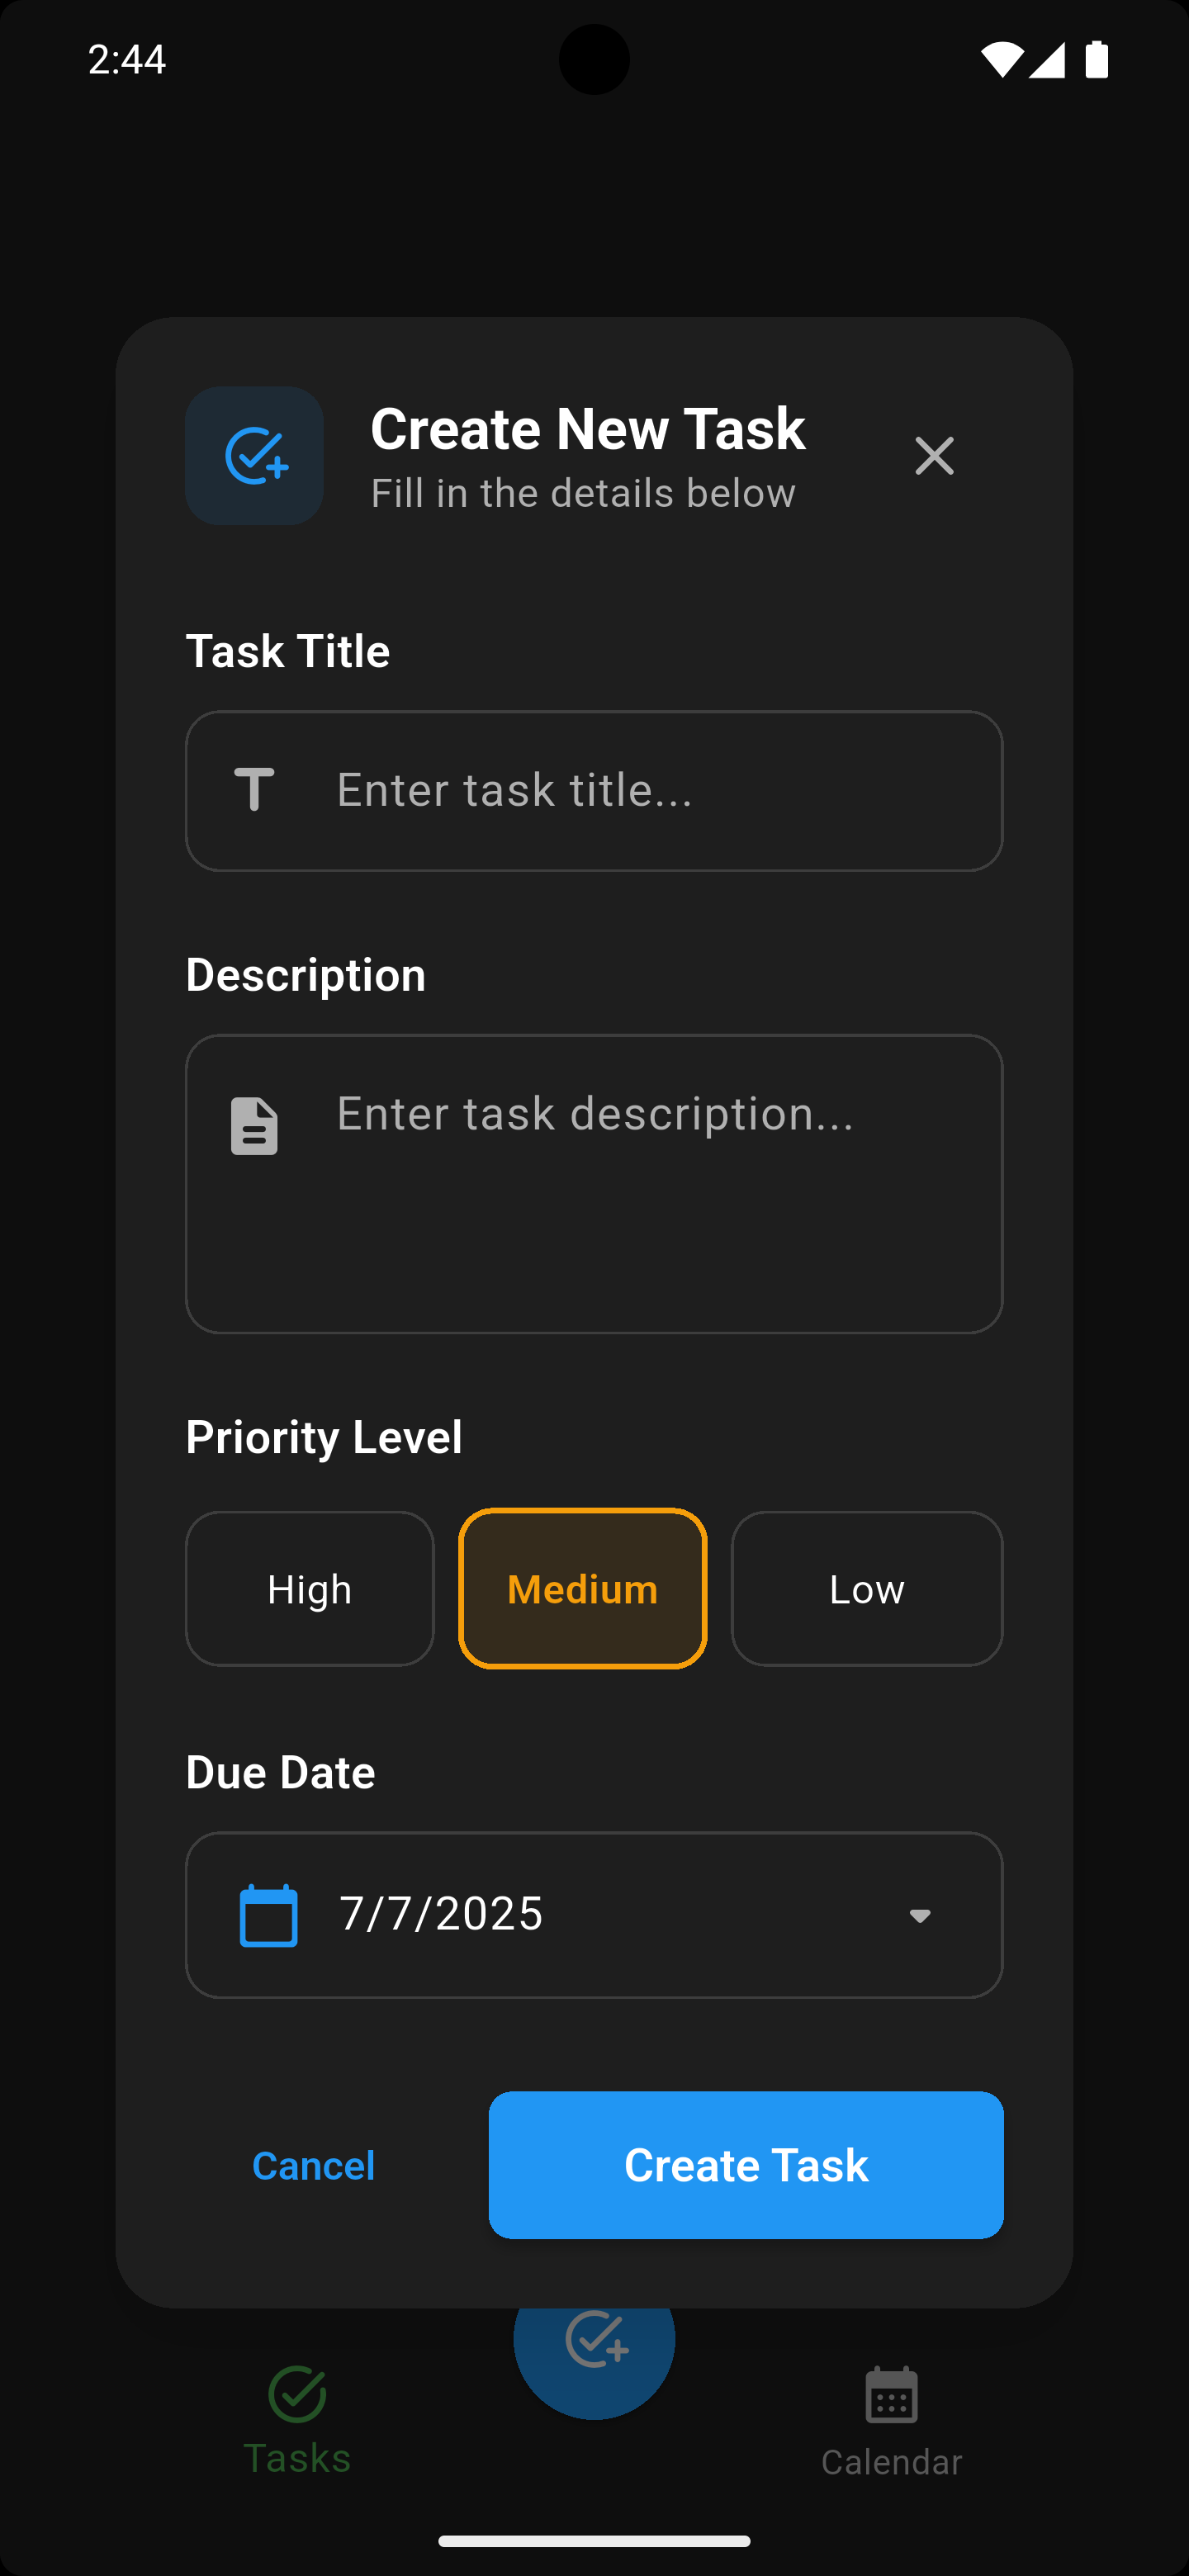 2:44
Create New Task
Fill in the details below
Task Title
Enter task title...
Description
Enter task description...
Priority Level
High
Medium
Low
Due Date
7/7/2025
Cancel
Create Task
Tasks
Calendar